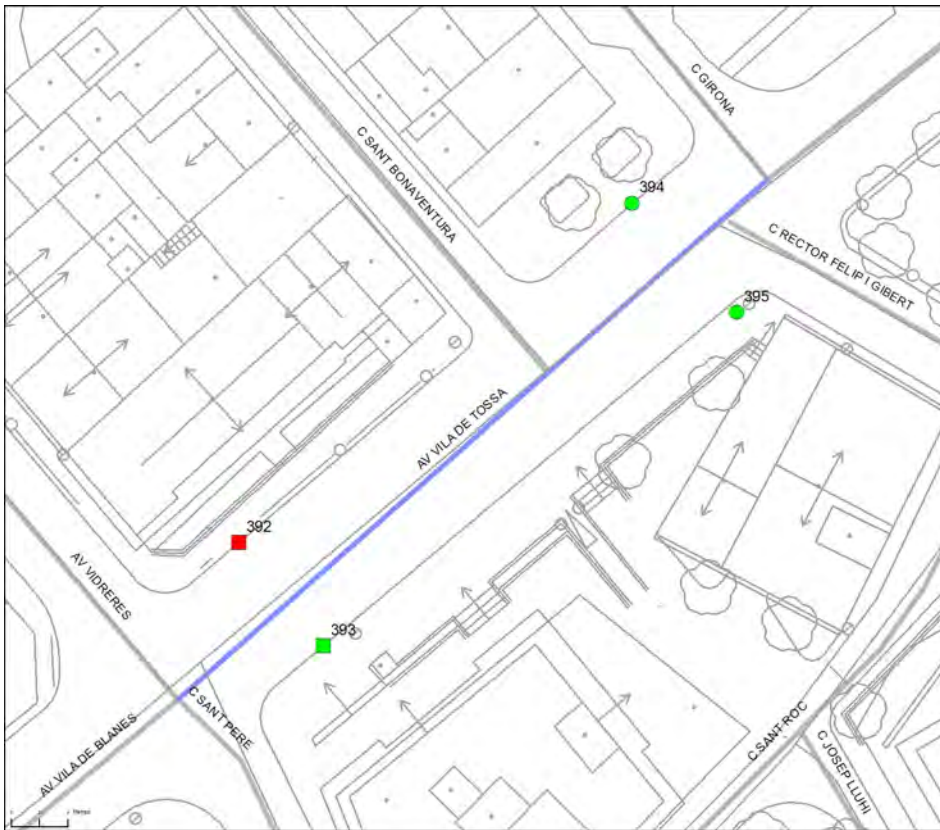 C GIRONA
C SANT BONAVENTURA
394
C RECTOR FELIP I GIBERT
395
AV VILA DE TOSSA
392
AV VIDRERES
393
C SANT PERE
AV VILA DE BLANES
C SANT ROC
C JOSEP LLUHI